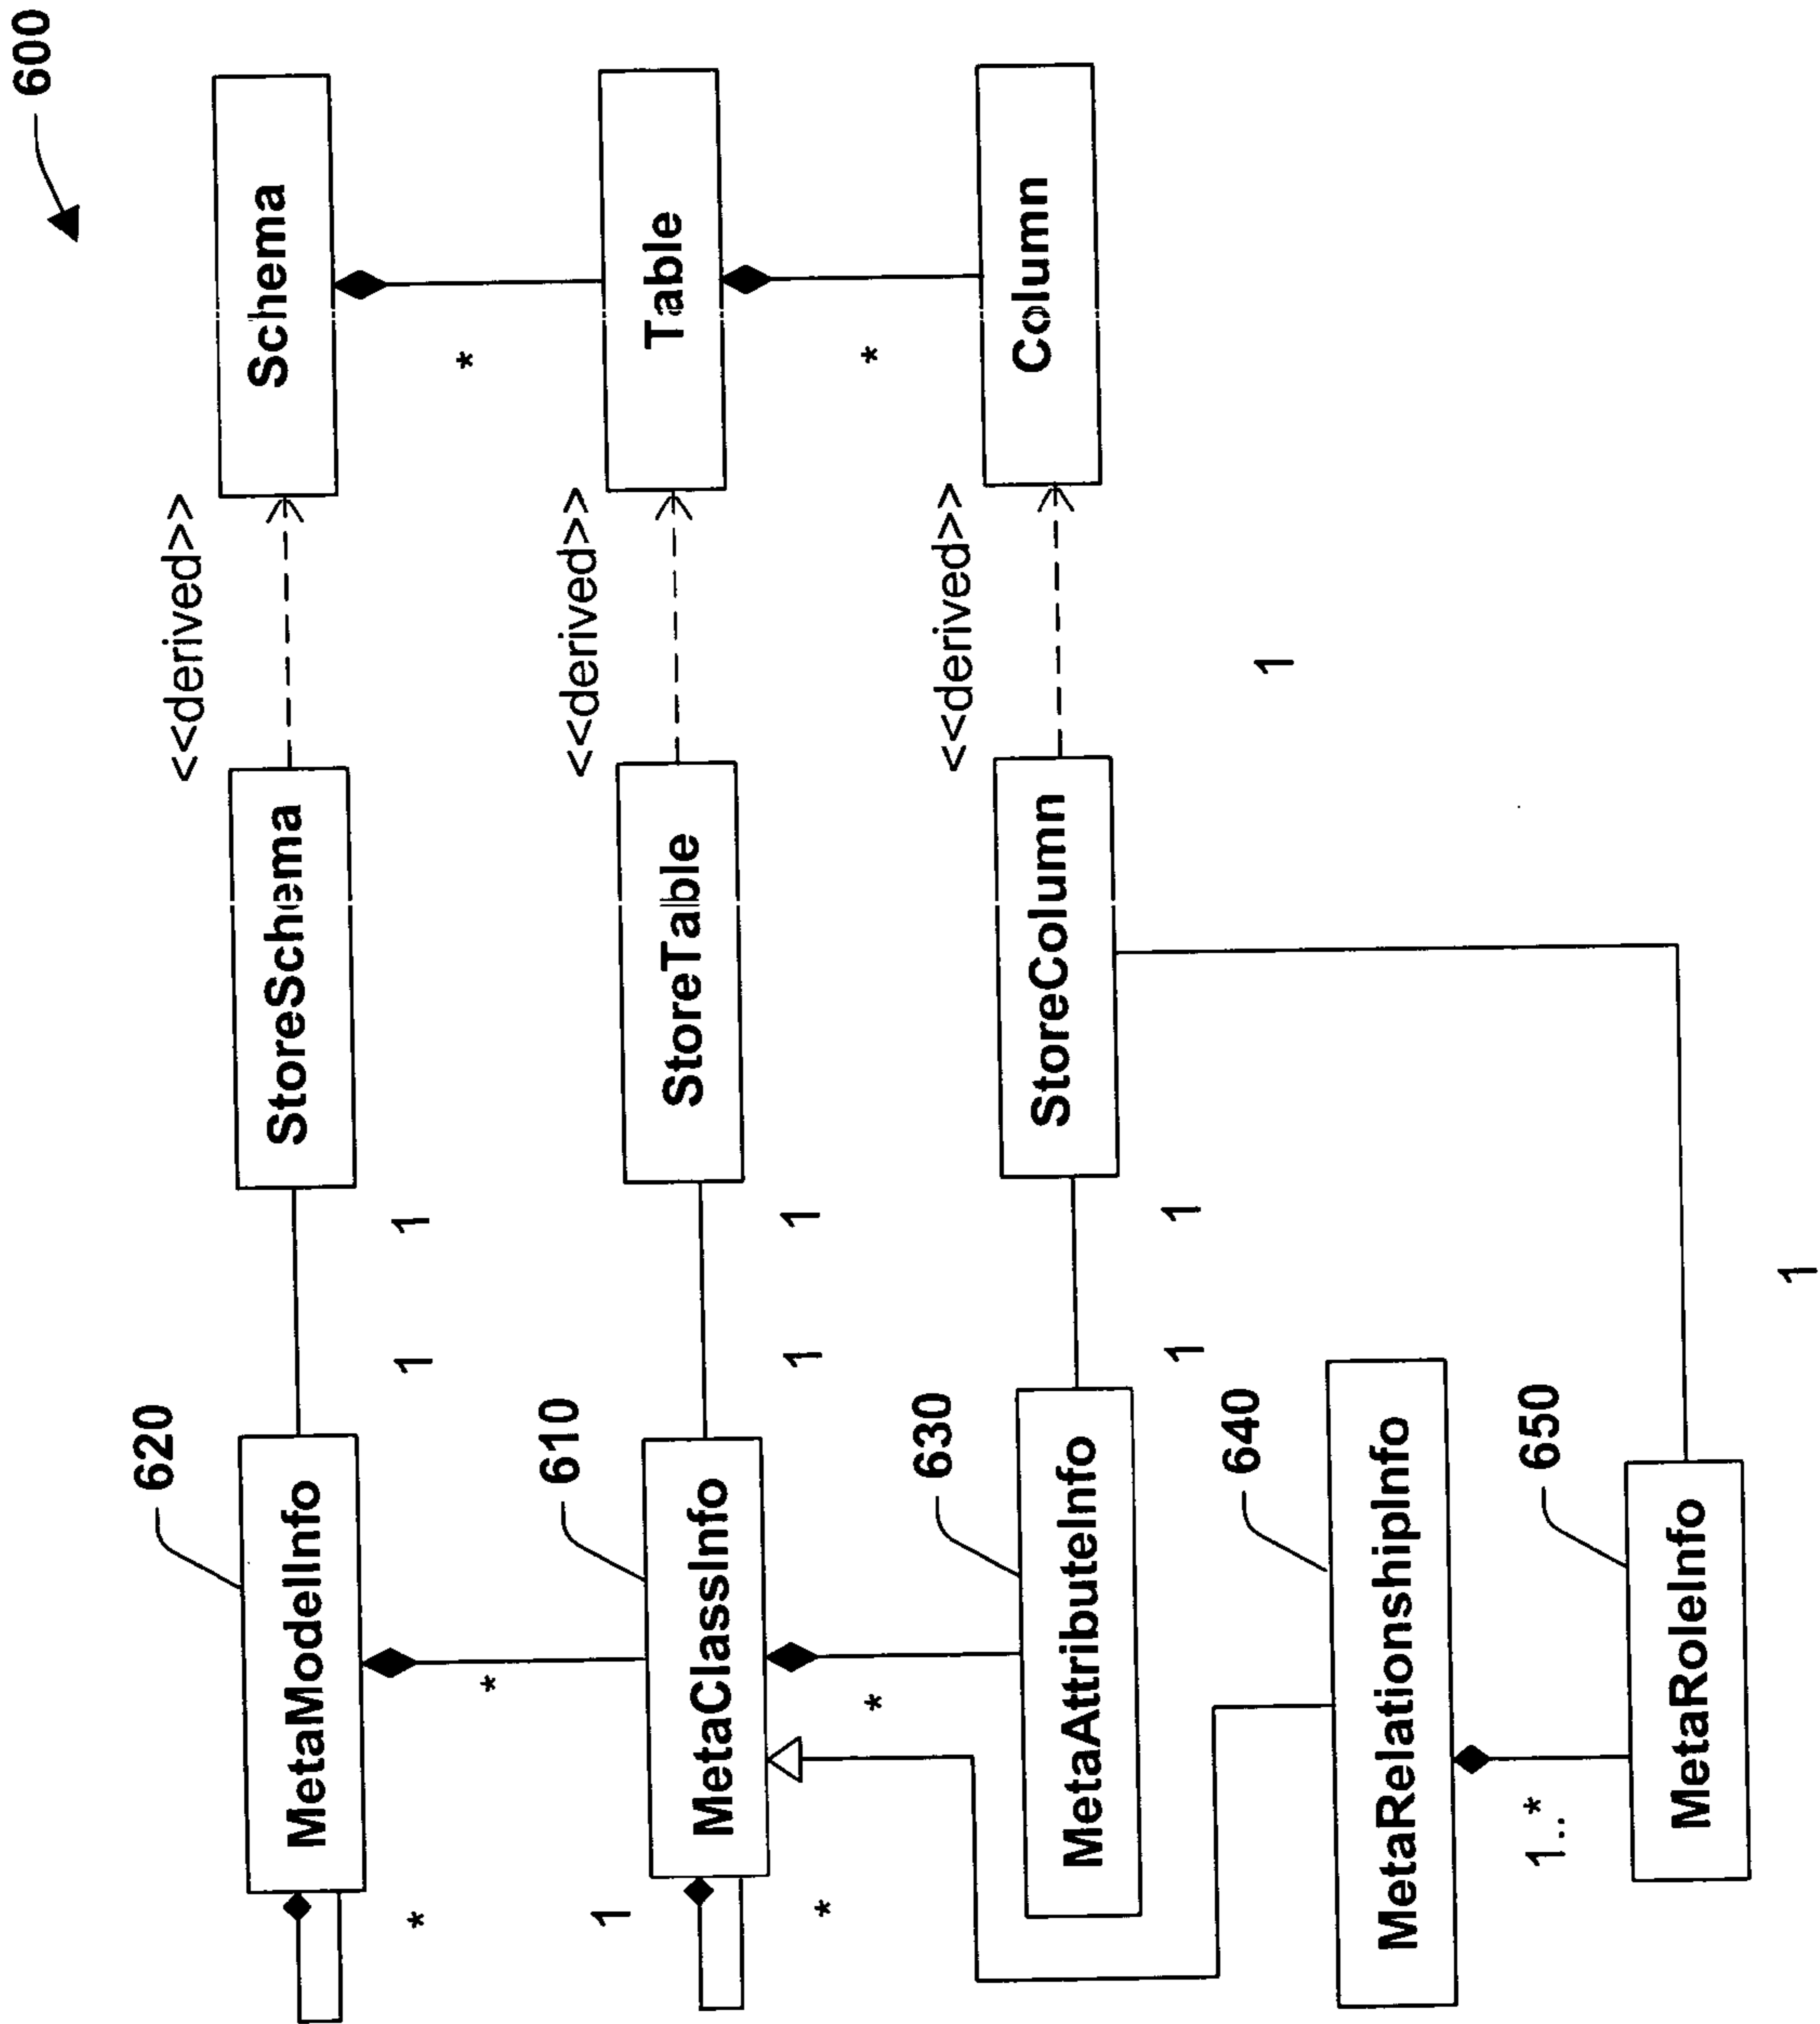 600
620
<<derived>>
MetaModelInfo
StoreSchema
Schema
*
1
1
*
*
610
<<derived>>
1
MetaClassInfo
StoreTable
Table
*
1
1
*
*
630
<<derived>>
MetaAttributeInfo
StoreColumn
Column
1
1
640
1
MetaRelationshipInfo
1..*
650
MetaRoleInfo
1